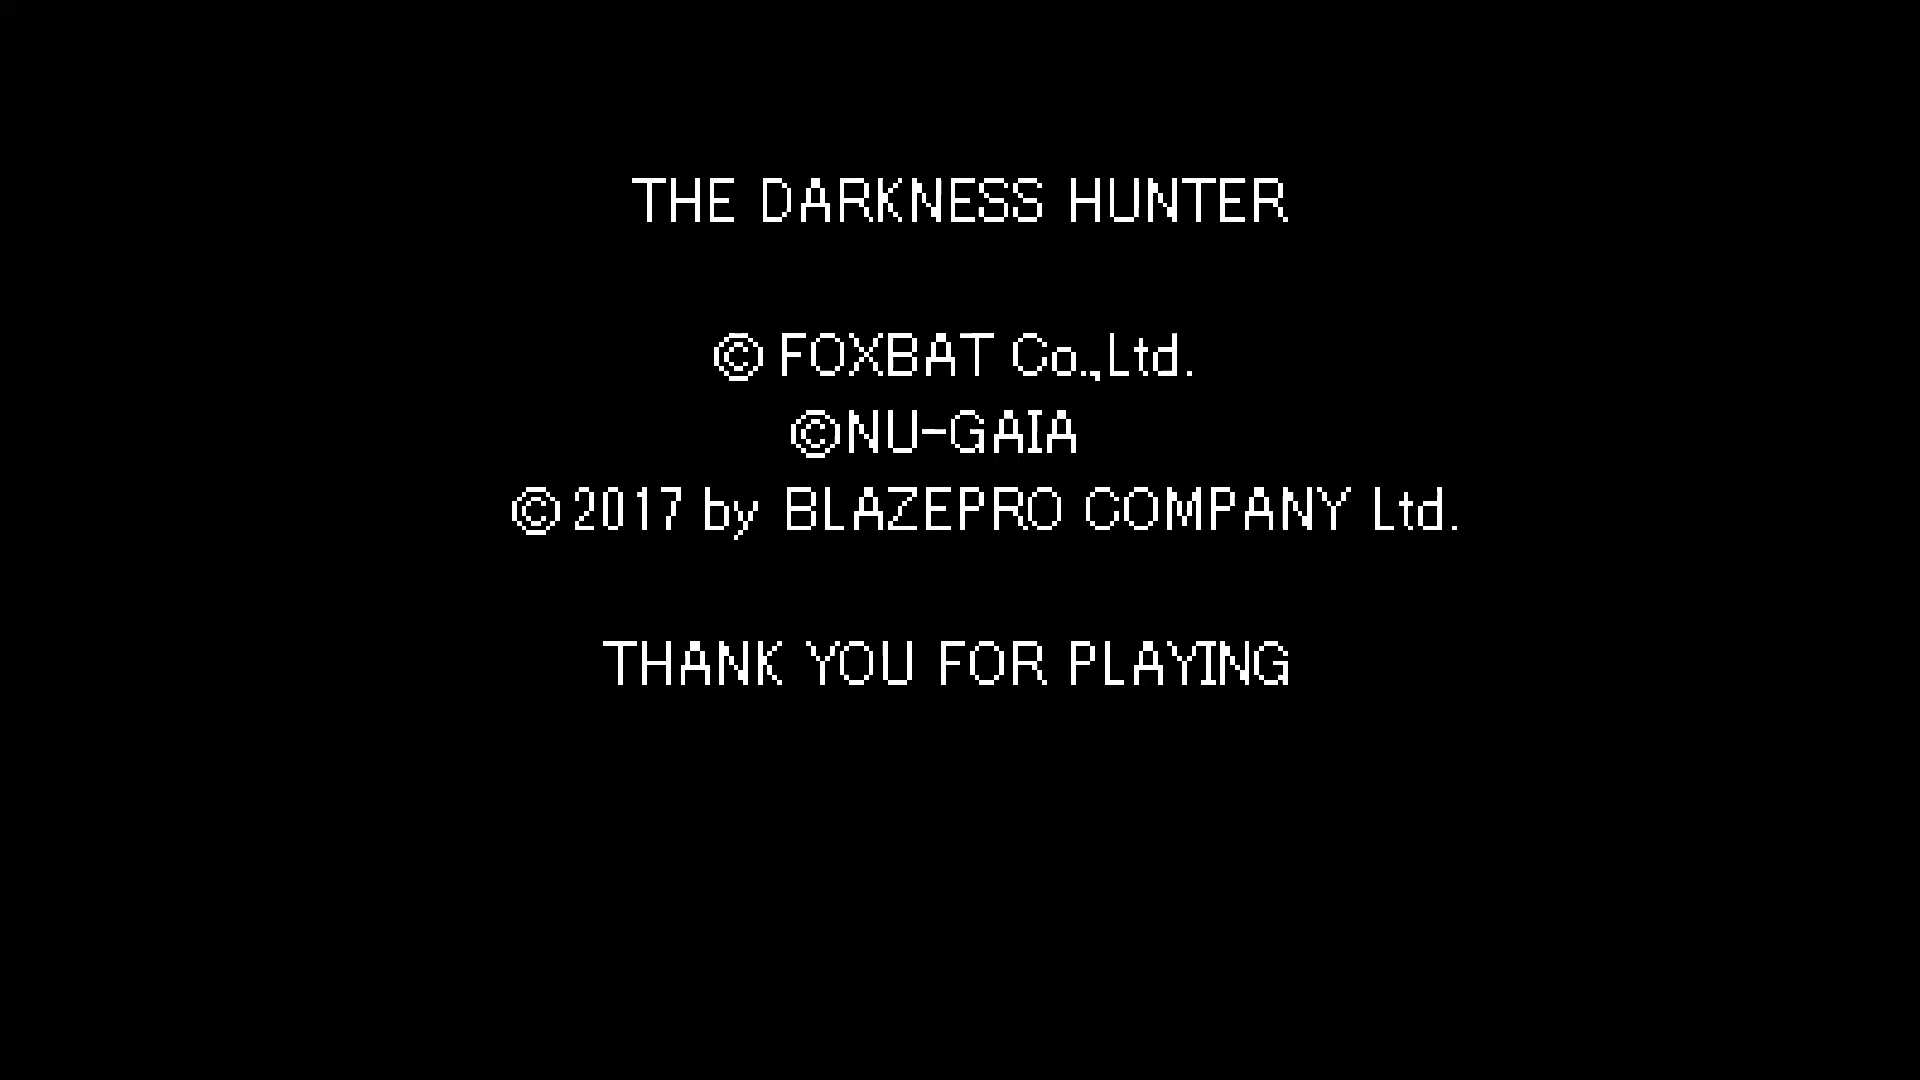 THE DARKNESS HUNTER
© FOXBAT Co.,Ltd.
©NU-GAIA
© 2017 by BLAZEPRO COMPANY Ltd.
THANK YOU FOR PLAYING